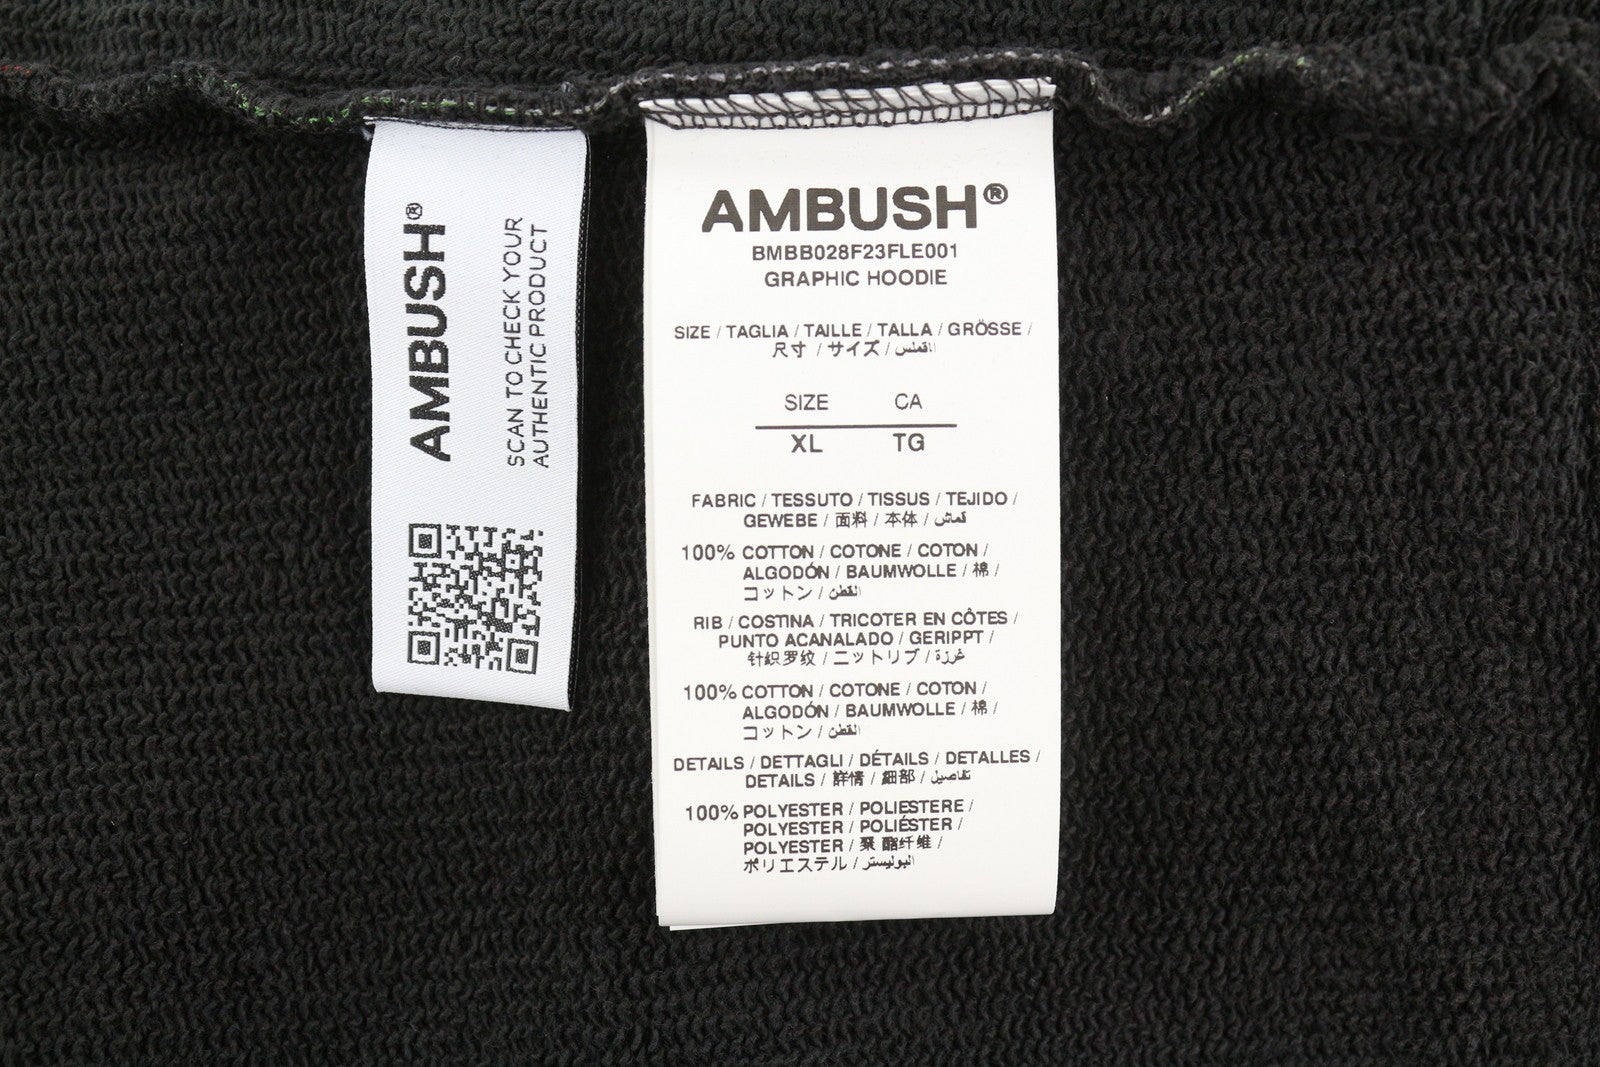 AMBUSH®
SCAN TO CHECK YOUR
AUTHENTIC PRODUCT
AMBUSH®
BMBB028F23FLE001
GRAPHIC HOODIE
SIZE / TAGLIA / TAILLE / TALLA / GRÖSSE /
尺寸 / サイズ /
SIZE CA
XL TG
FABRIC / TESSUTO / TISSUS / TEJIDO /
GEWEBE / 面料 / 本体 / قماش
100% COTTON / COTONE / COTON /
ALGODÓN / BAUMWOLLE / 棉 /
コットン / القطن
RIB / COSTINA / TRICOTER EN CÔTES /
PUNTO ACANALADO / GERIPPT /
针织罗纹 / ニットリブ / غرزة
100% COTTON / COTONE / COTON /
ALGODÓN / BAUMWOLLE / 棉 /
コットン / القطن
DETAILS / DETTAGLI / DÉTAILS / DETALLES /
DETAILS / 詳情 / 細部 / تفاصيل
100% POLYESTER / POLIESTERE /
POLYESTER / POLIÉSTER /
POLYESTER / 聚 酯纤维 /
ポリエステル / البوليستر